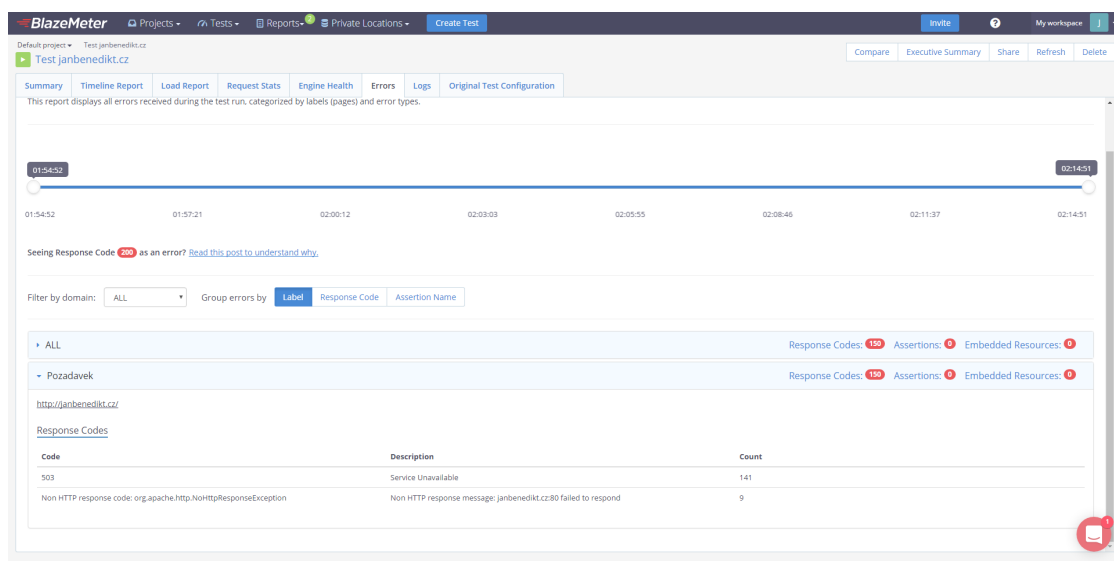 BlazeMeter Projects Tests Reports 2 Private Locations Create Test Invite ? My workspace J
Default project Test janbenedikt.cz
Test janbenedikt.cz
Compare Executive Summary Share Refresh Delete
Summary Timeline Report Load Report Request Stats Engine Health Errors Logs Original Test Configuration
This report displays all errors received during the test run, categorized by labels (pages) and error types.
01:54:52 02:14:51
01:54:52 01:57:21 02:00:12 02:03:03 02:05:55 02:08:46 02:11:37 02:14:51
Seeing Response Code 200 as an error? Read this post to understand why.
Filter by domain: ALL Group errors by Label Response Code Assertion Name
ALL Response Codes: 150 Assertions: 0 Embedded Resources: 0
Pozadavek Response Codes: 150 Assertions: 0 Embedded Resources: 0
http://janbenedikt.cz/
Response Codes
Code Description Count
503 Service Unavailable 141
Non HTTP response code: org.apache.http.NoHttpResponseException Non HTTP response message: janbenedikt.cz:80 failed to respond 9
1